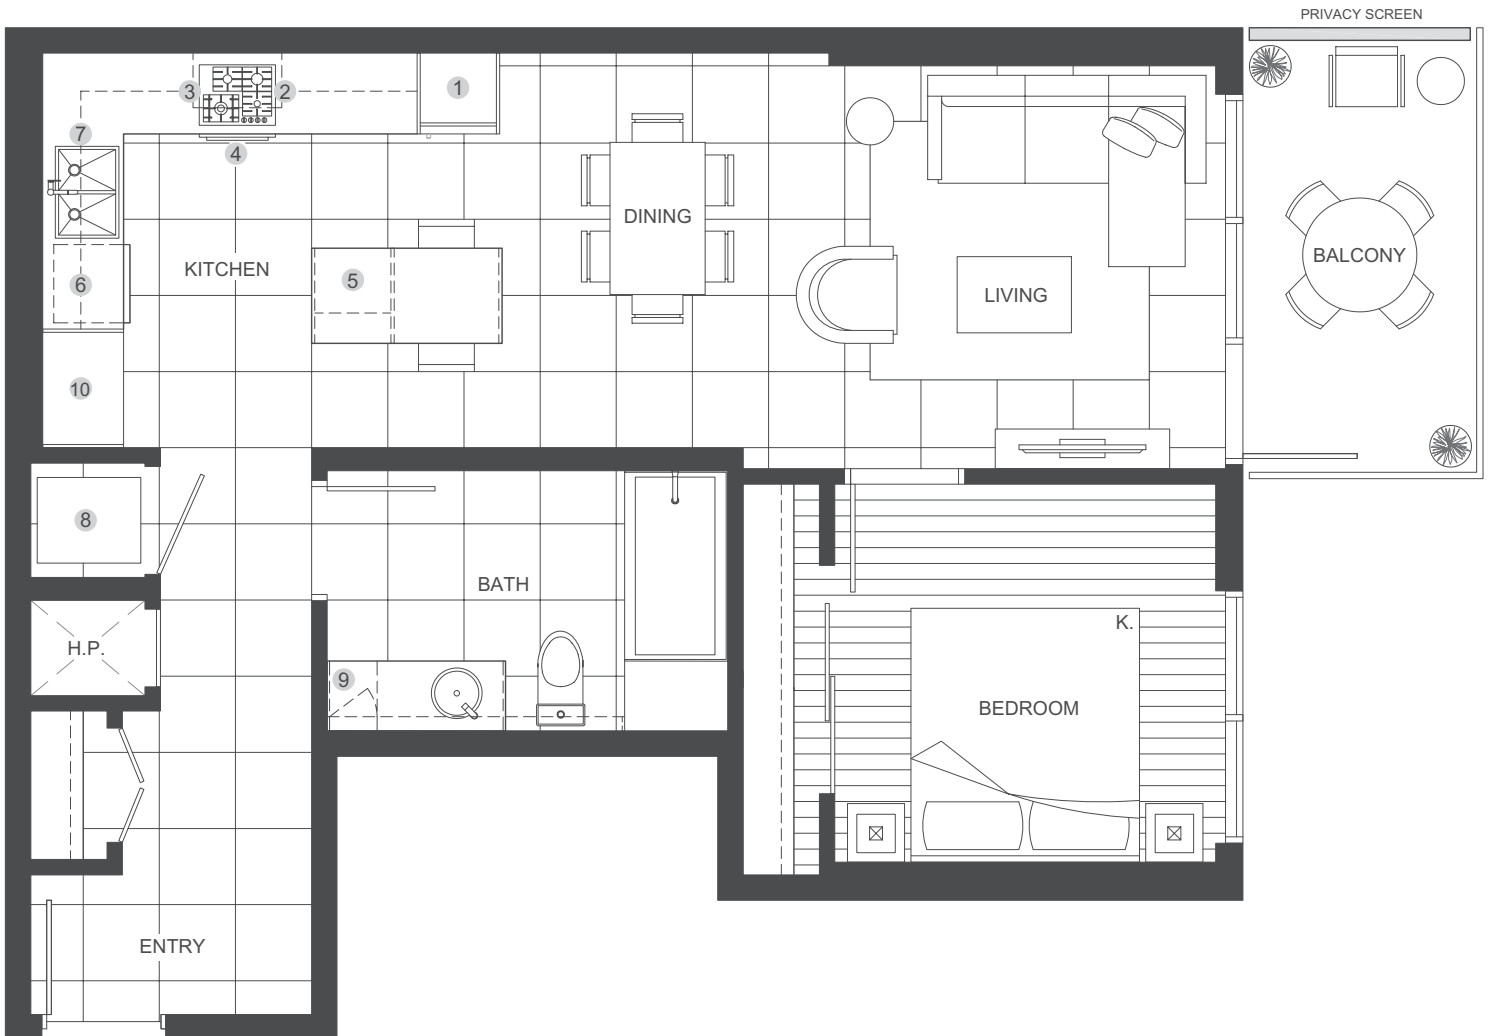 PRIVACY SCREEN
1
3
2
7
4
DINING
BALCONY
KITCHEN
5
6
LIVING
10
8
BATH
K.
H.P.
9
BEDROOM
ENTRY